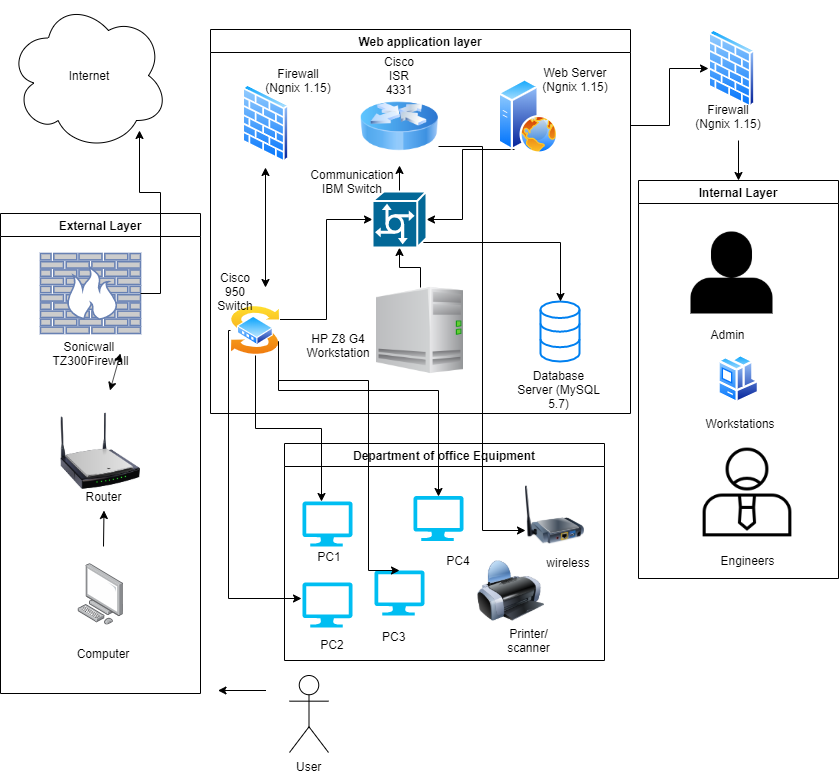 Internet
Web application layer
Firewall
(Ngnix 1.15)
Cisco
ISR
4331
Web Server
(Ngnix 1.15)
Firewall
(Ngnix 1.15)
Communication
IBM Switch
Internal Layer
External Layer
Cisco
950
Switch
Sonicwall
TZ300Firewall
HP Z8 G4
Workstation
Admin
Database
Server (MySQL
5.7)
Workstations
Department of office Equipment
Router
PC1
PC4
wireless
Engineers
PC2
PC3
Printer/
scanner
Computer
User